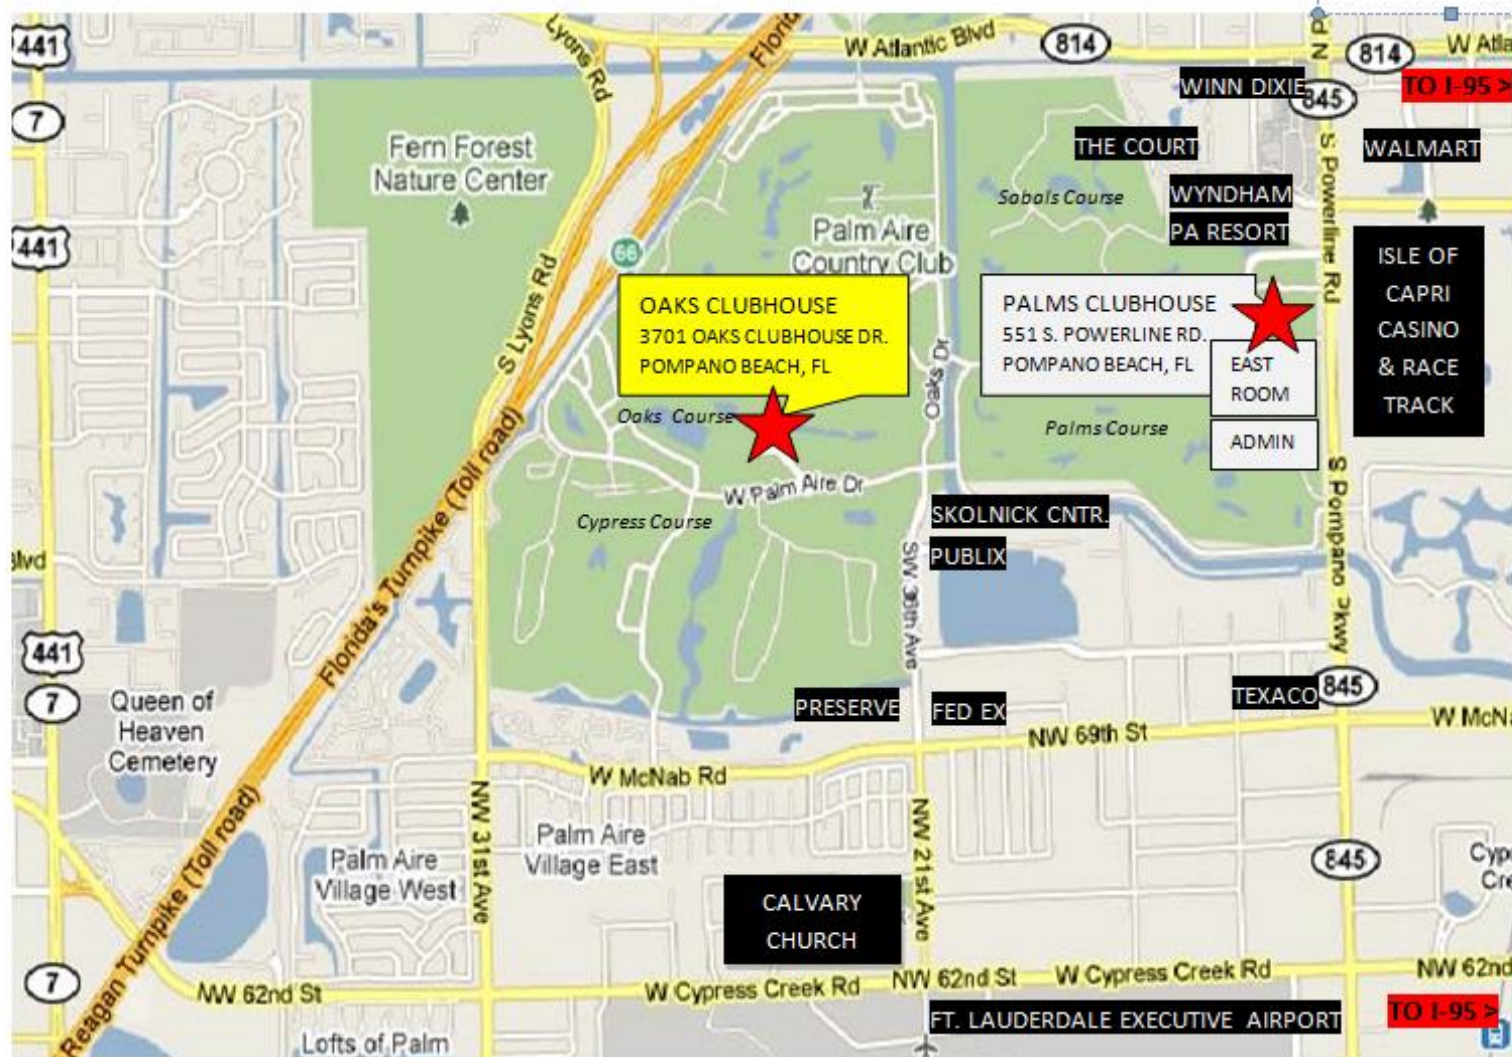 441
7
441
441
7
7
Blvd
Lyons Rd
Florid
W Atlantic Blvd
814
P N P
814
W Atla
WINN DIXIE
845
TO I-95 >
THE COURT
S Powerline Rd
WALMART
Fern Forest
Nature Center
Sabals Course
WYNDHAM
PA RESORT
Palm Aire
Country Club
66
S Lyons Rd
OAKS CLUBHOUSE
3701 OAKS CLUBHOUSE DR.
POMPANO BEACH, FL
PALMS CLUBHOUSE
551 S. POWERLINE RD.
POMPANO BEACH, FL
EAST
ROOM
ADMIN
ISLE OF
CAPRI
CASINO
& RACE
TRACK
Oaks Dr
Oaks Course
Palms Course
W Palm Aire Dr
Cypress Course
SKOLNICK CNTR.
PUBLIX
SW 36th Ave
S Pompano Pkwy
Florida's Turnpike (Toll road)
Queen of
Heaven
Cemetery
PRESERVE
FED EX
TEXACO
845
NW 69th St
W McNa
W McNab Rd
NW 31st Ave
NW 21st Ave
Palm Aire
Village East
Palm Aire
Village West
845
Cyp
Cre
CALVARY
CHURCH
Reagan Turnpike (Toll road)
NW 62nd St
W Cypress Creek Rd
NW 62nd St
W Cypress Creek Rd
NW 62nd
FT. LAUDERDALE EXECUTIVE AIRPORT
TO I-95 >
Lofts of Palm